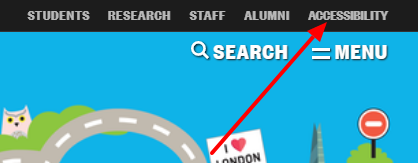 STUDENTS RESEARCH STAFF ALUMNI ACCESSIBILITY
SEARCH MENU
I ♥
LONDON